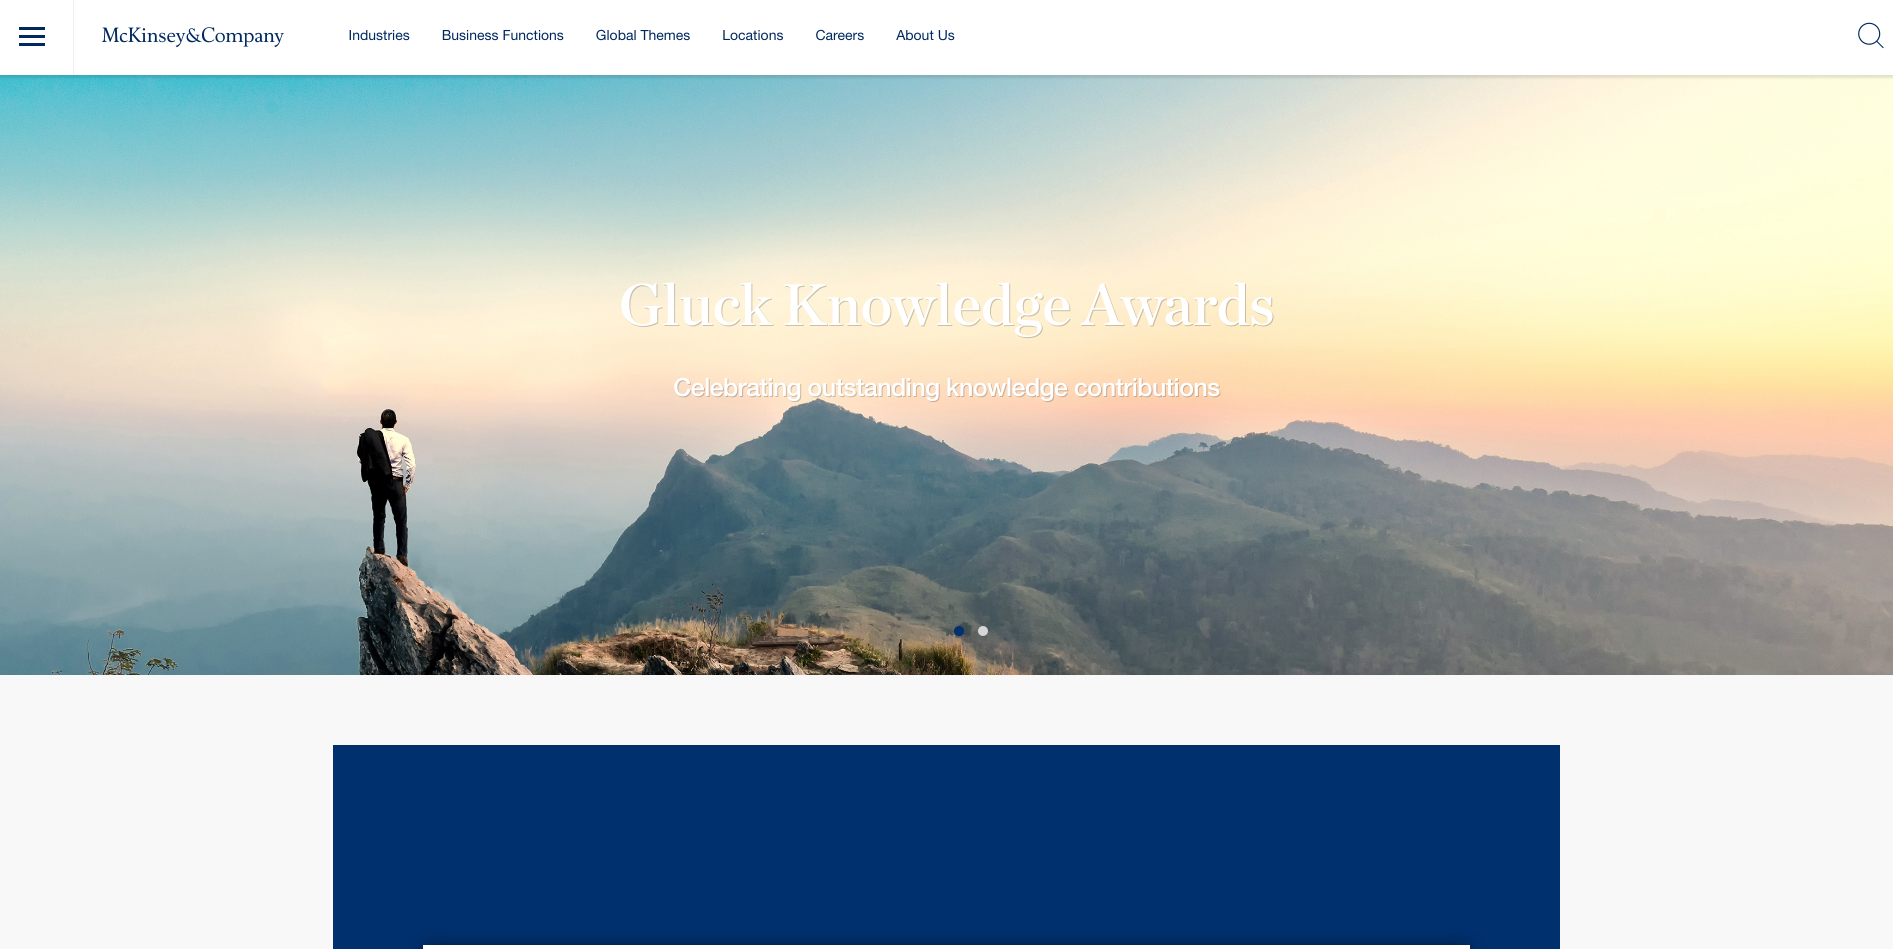 McKinsey&Company
Industries
Business Functions
Global Themes
Locations
Careers
About Us
Gluck Knowledge Awards
Celebrating outstanding knowledge contributions